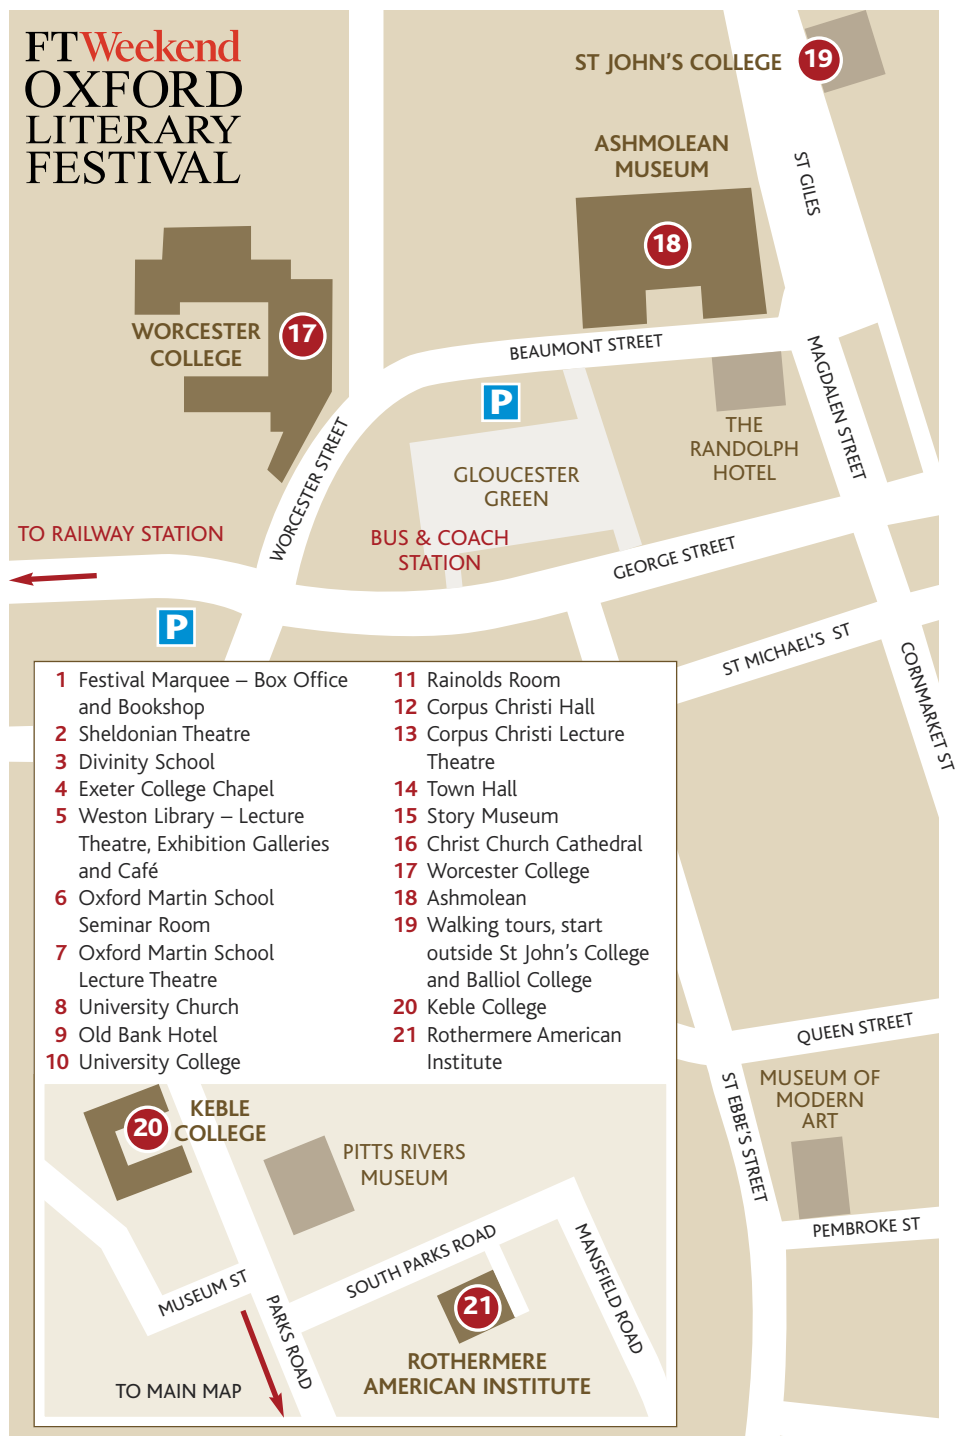 FTWeekend
OXFORD
LITERARY
FESTIVAL
ST JOHN'S COLLEGE
19
ASHMOLEAN
MUSEUM
18
ST GILES
WORCESTER
COLLEGE
17
BEAUMONT STREET
MAGDALEN STREET
P
THE
RANDOLPH
HOTEL
GLOUCESTER
GREEN
WORCESTER STREET
TO RAILWAY STATION
BUS & COACH
STATION
GEORGE STREET
P
ST MICHAEL'S ST
CORNMARKET ST
1 Festival Marquee – Box Office
and Bookshop
2 Sheldonian Theatre
3 Divinity School
4 Exeter College Chapel
5 Weston Library – Lecture
Theatre, Exhibition Galleries
and Café
6 Oxford Martin School
Seminar Room
7 Oxford Martin School
Lecture Theatre
8 University Church
9 Old Bank Hotel
10 University College
11 Rainolds Room
12 Corpus Christi Hall
13 Corpus Christi Lecture
Theatre
14 Town Hall
15 Story Museum
16 Christ Church Cathedral
17 Worcester College
18 Ashmolean
19 Walking tours, start
outside St John's College
and Balliol College
20 Keble College
21 Rothermere American
Institute
QUEEN STREET
ST EBBE'S STREET
MUSEUM OF
MODERN
ART
PEMBROKE ST
20
KEBLE
COLLEGE
PITTS RIVERS
MUSEUM
SOUTH PARKS ROAD
MANSFIELD ROAD
MUSEUM ST
PARKS ROAD
21
ROTHERMERE
AMERICAN INSTITUTE
TO MAIN MAP